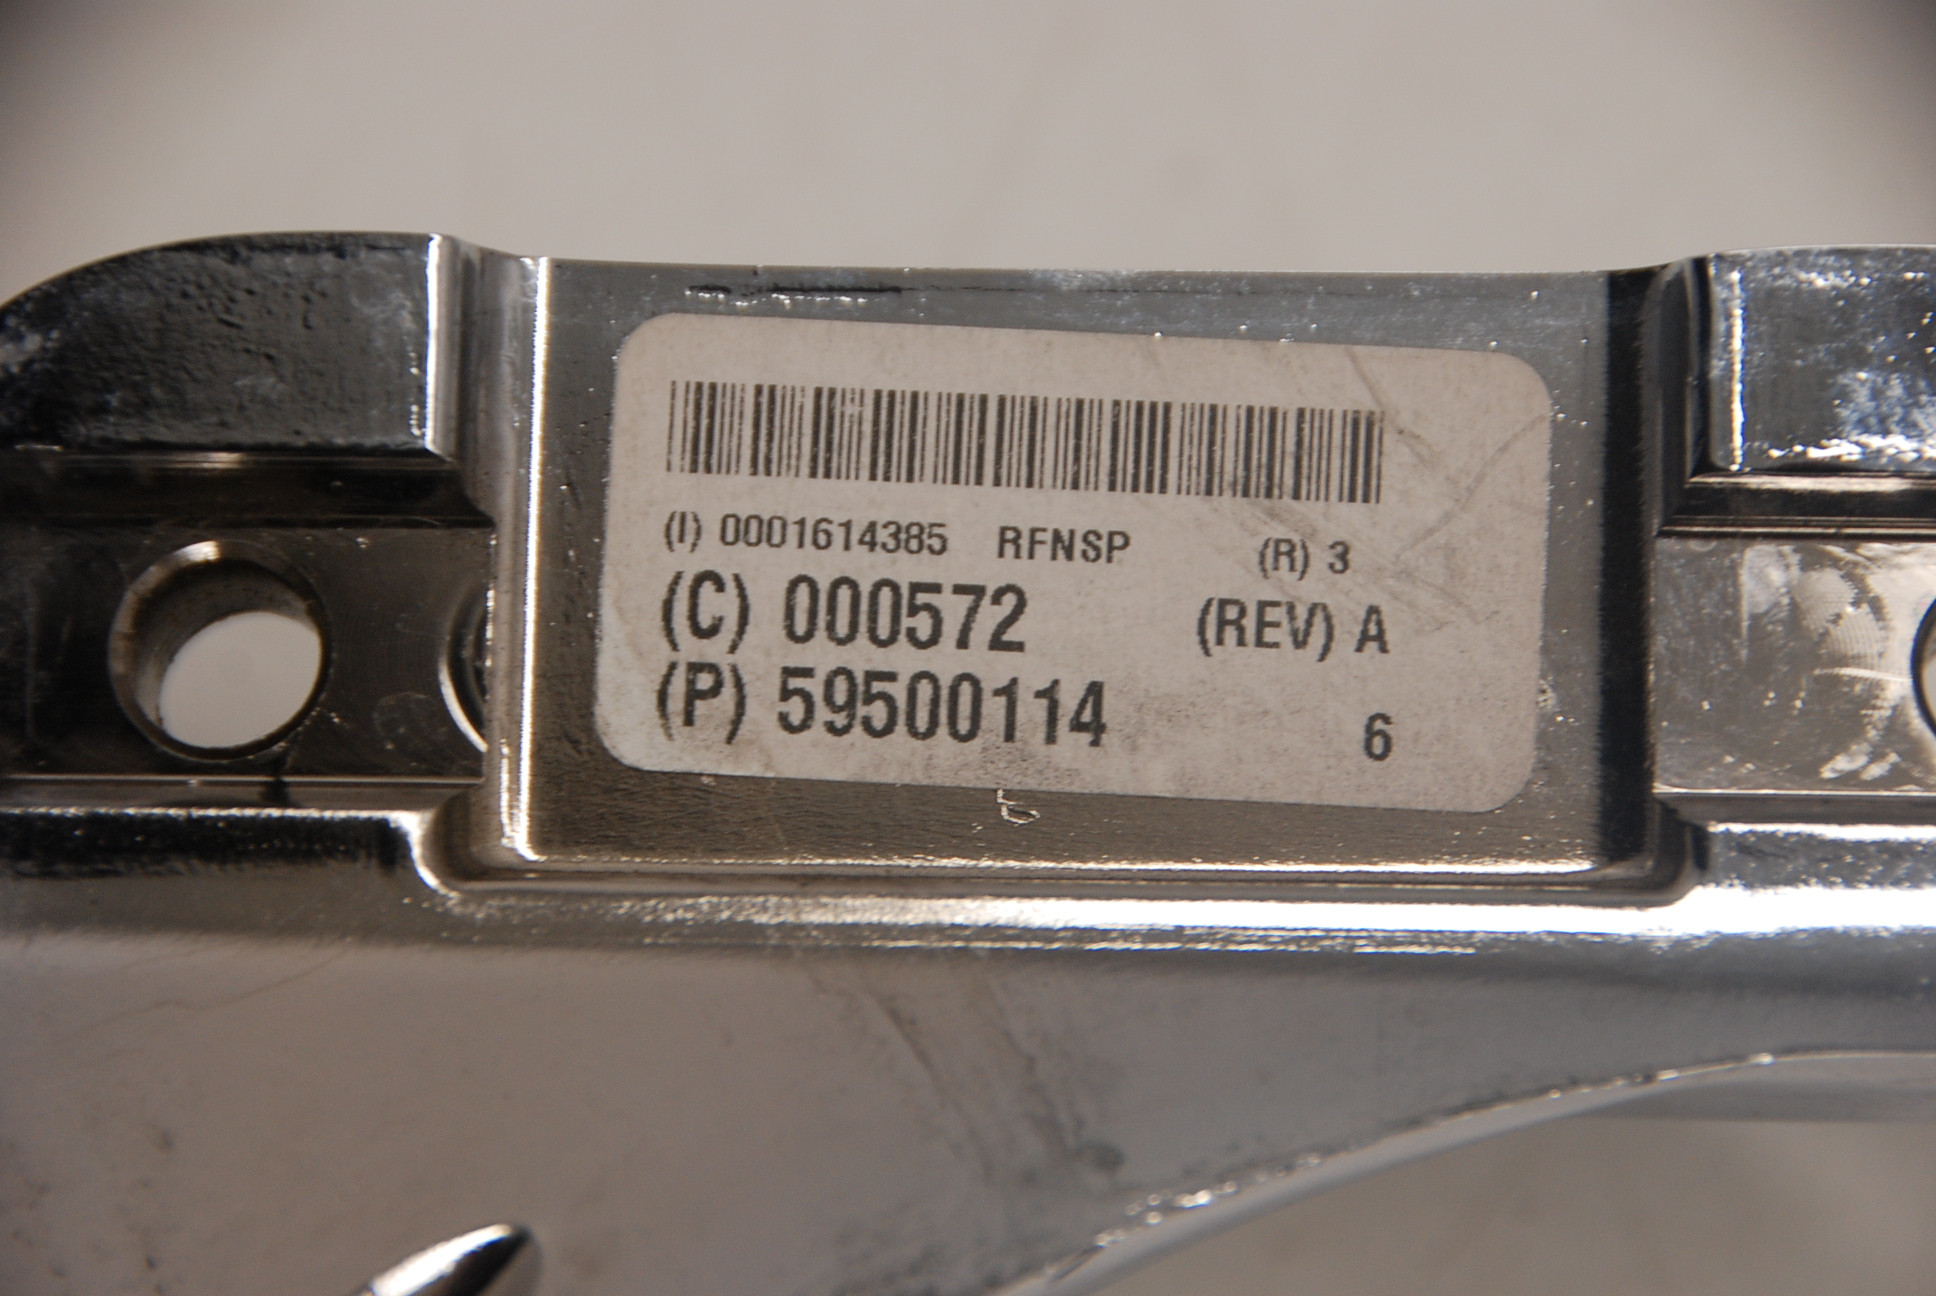 (I) 0001614385 RFNSP (R) 3
(C) 000572 (REV) A
(P) 59500114 6